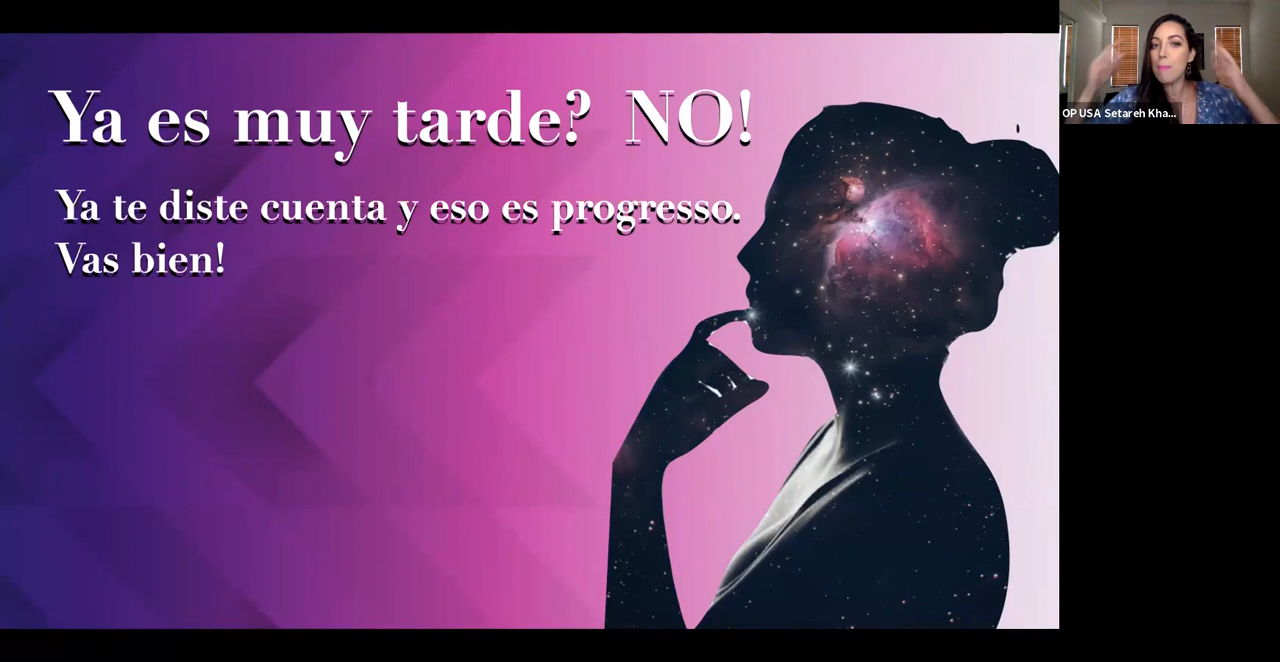 Ya es muy tarde? NO!
Ya te diste cuenta y eso es progresso.
Vas bien!
OP USA Setareh Kha...